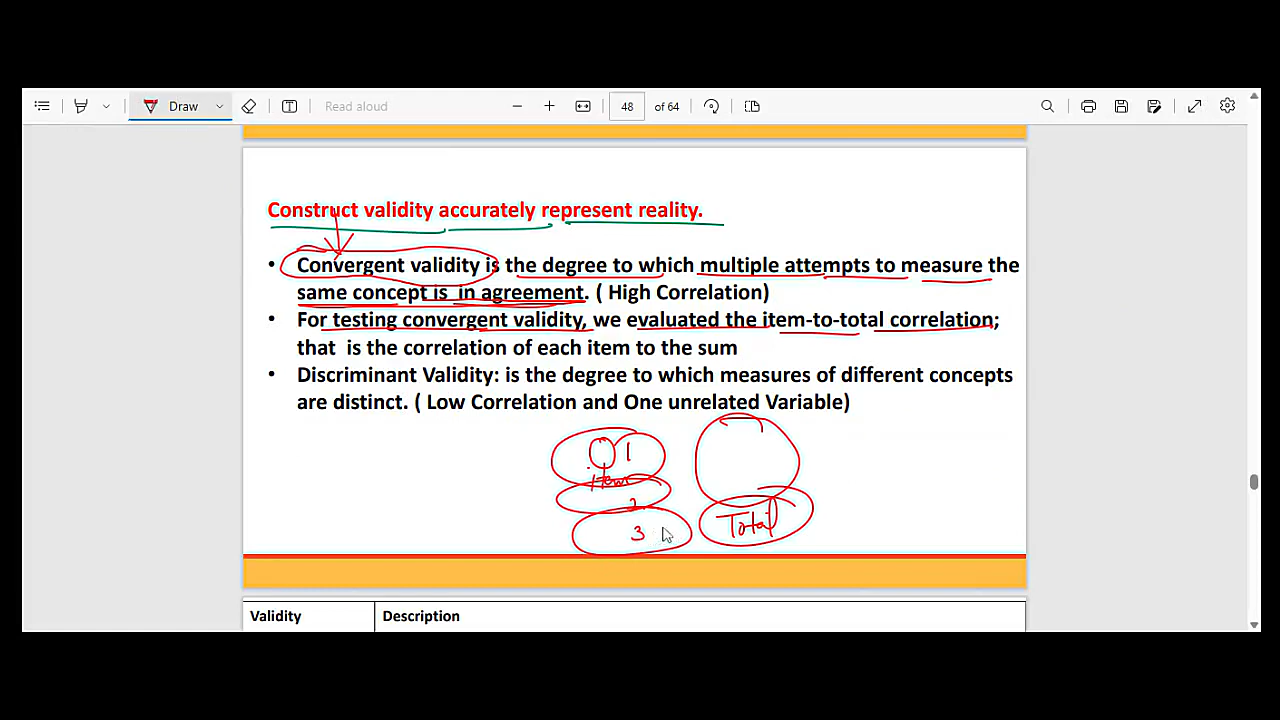 Draw
Read aloud
48 of 64
Construct validity accurately represent reality.
• Convergent validity is the degree to which multiple attempts to measure the
same concept is in agreement. ( High Correlation)
• For testing convergent validity, we evaluated the item-to-total correlation;
that is the correlation of each item to the sum
• Discriminant Validity: is the degree to which measures of different concepts
are distinct. ( Low Correlation and One unrelated Variable)
1
item
2
3
Total
Validity Description